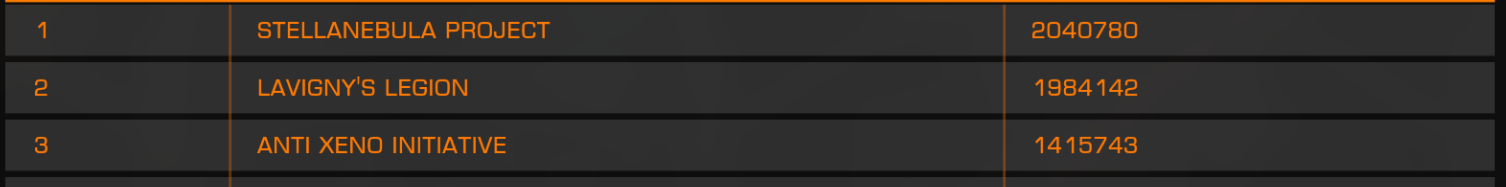 1 STELLANEBULA PROJECT 2040780
2 LAVIGNY'S LEGION 1984142
3 ANTI XENO INITIATIVE 1415743